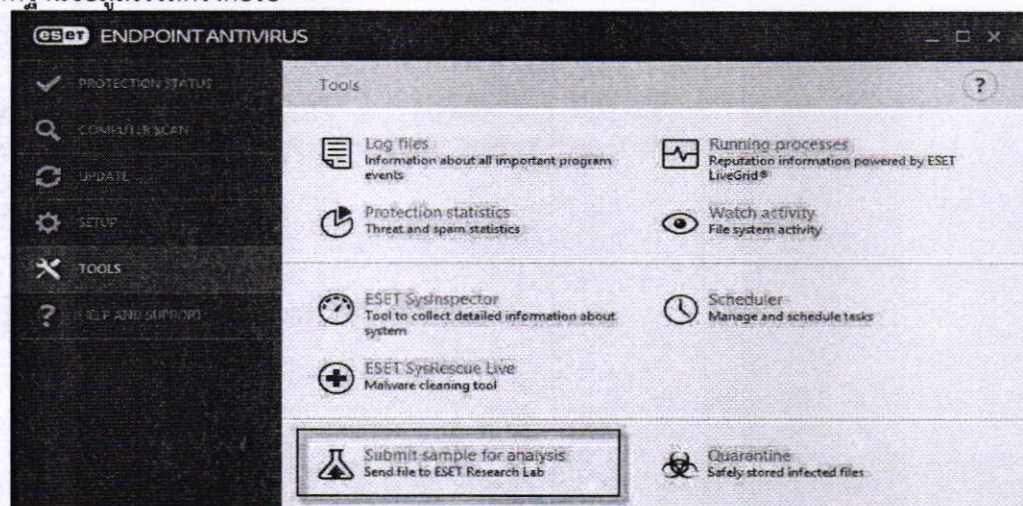 eset ENDPOINT ANTIVIRUS
PROTECTION STATUS
COMPUTER SCAN
UPDATE
SETUP
TOOLS
HELP AND SUPPORT
Tools
?
Log files
Information about all important program
events
Running processes
Reputation information powered by ESET
LiveGrid®
Protection statistics
Threat and spam statistics
Watch activity
File system activity
ESET SysInspector
Tool to collect detailed information about
system
Scheduler
Manage and schedule tasks
ESET SysRescue Live
Malware cleaning tool
Submit sample for analysis
Send file to ESET Research Lab
Quarantine
Safely stored infected files